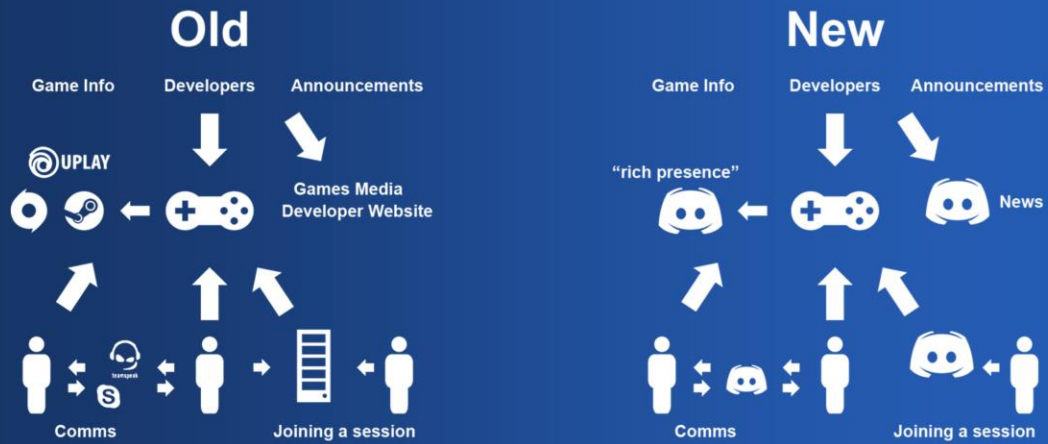 Old
New
Game Info
Developers
Announcements
Game Info
Developers
Announcements
UPLAY
Games Media
Developer Website
“rich presence”
News
teamspeak
S
Comms
Joining a session
Comms
Joining a session